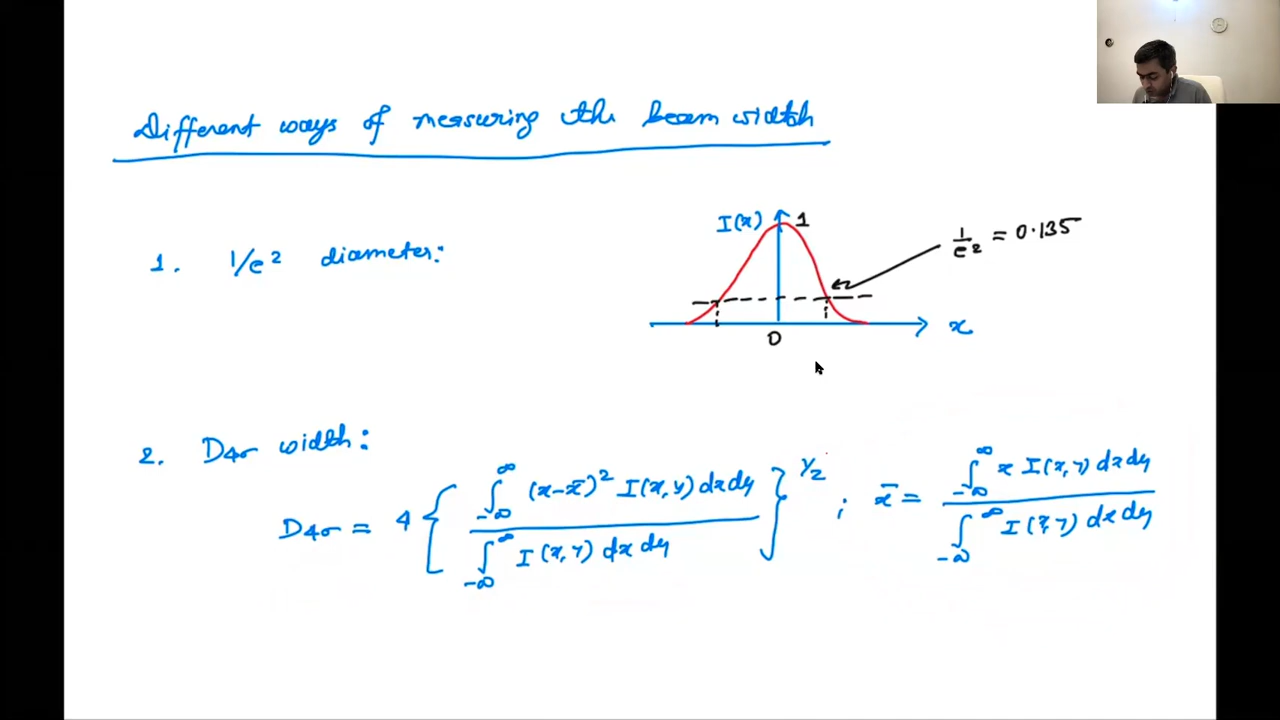 Different ways of measuring the beam width
1. 1/e² diameter:
I(x) 1
1/e² = 0.135
0
x
2. D4σ width:
D4σ = 4 { ∫_{-∞}^{∞} (x-x̄)² I(x,y) dx dy / ∫_{-∞}^{∞} I(x,y) dx dy }^{1/2} ; x̄ = ∫_{-∞}^{∞} x I(x,y) dx dy / ∫_{-∞}^{∞} I(x,y) dx dy